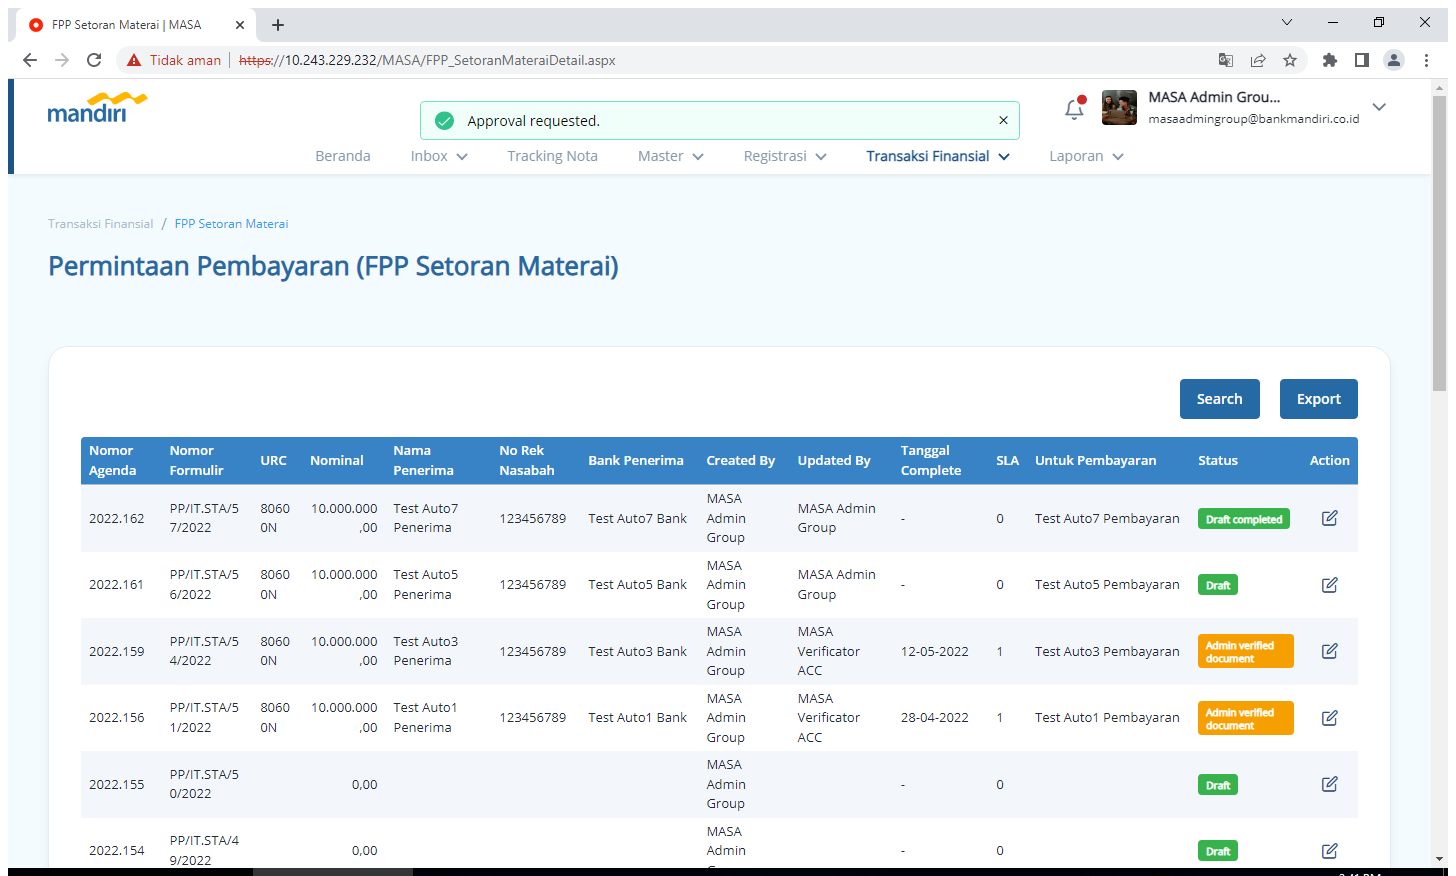 FPP Setoran Materai | MASA
Tidak aman https://10.243.229.232/MASA/FPP_SetoranMateraiDetail.aspx
mandiri
Approval requested.
MASA Admin Grou...
masaadmingroup@bankmandiri.co.id
Beranda Inbox Tracking Nota Master Registrasi Transaksi Finansial Laporan
Transaksi Finansial / FPP Setoran Materai
Permintaan Pembayaran (FPP Setoran Materai)
Search Export
Nomor Agenda Nomor Formulir URC Nominal Nama Penerima No Rek Nasabah Bank Penerima Created By Updated By Tanggal Complete SLA Untuk Pembayaran Status Action
2022.162 PP/IT.STA/57/2022 80600N 10.000.000,00 Test Auto7 Penerima 123456789 Test Auto7 Bank MASA Admin Group MASA Admin Group - 0 Test Auto7 Pembayaran Draft completed
2022.161 PP/IT.STA/56/2022 80600N 10.000.000,00 Test Auto5 Penerima 123456789 Test Auto5 Bank MASA Admin Group MASA Admin Group - 0 Test Auto5 Pembayaran Draft
2022.159 PP/IT.STA/54/2022 80600N 10.000.000,00 Test Auto3 Penerima 123456789 Test Auto3 Bank MASA Admin Group MASA Verificator ACC 12-05-2022 1 Test Auto3 Pembayaran Admin verified document
2022.156 PP/IT.STA/51/2022 80600N 10.000.000,00 Test Auto1 Penerima 123456789 Test Auto1 Bank MASA Admin Group MASA Verificator ACC 28-04-2022 1 Test Auto1 Pembayaran Admin verified document
2022.155 PP/IT.STA/50/2022 0,00 MASA Admin Group - 0 Draft
2022.154 PP/IT.STA/49/2022 0,00 MASA Admin - 0 Draft